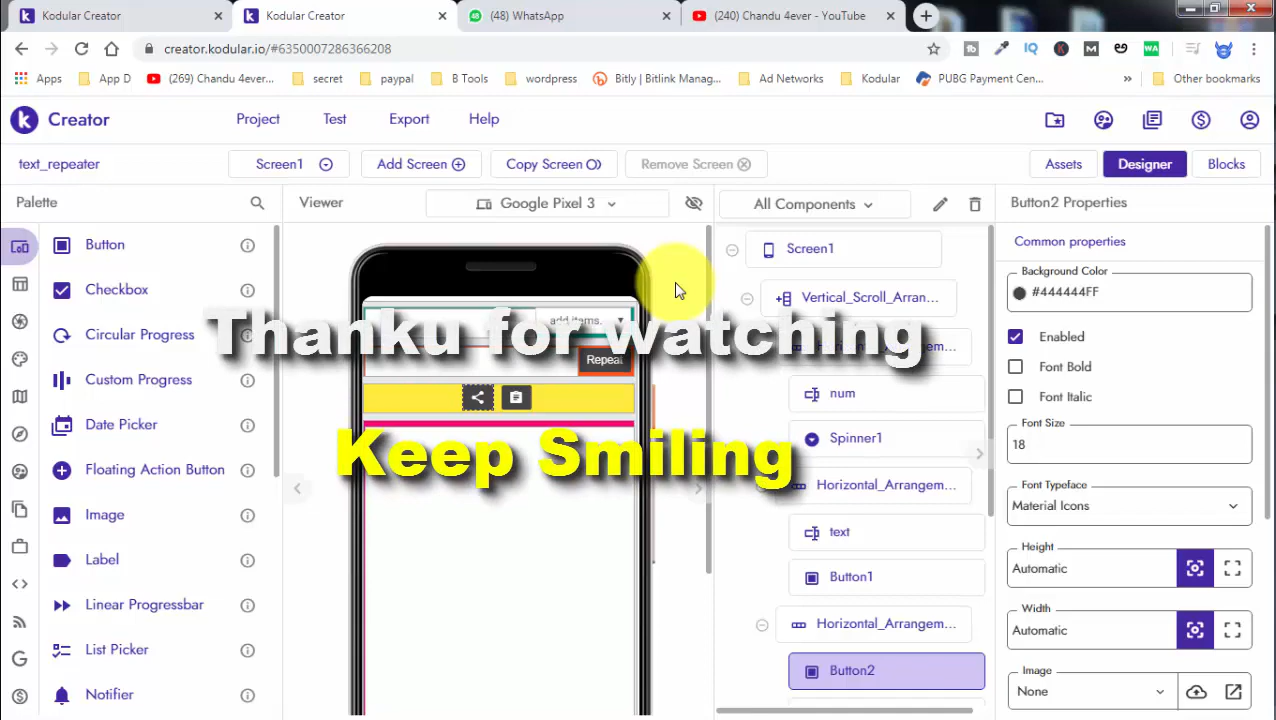 Kodular Creator
Kodular Creator
(48) WhatsApp
(240) Chandu 4ever - YouTube
creator.kodular.io/#6350007286366208
Apps
App D
(269) Chandu 4ever...
secret
paypal
B Tools
wordpress
Bitly | Bitlink Manag...
Ad Networks
Kodular
PUBG Payment Cen...
»
Other bookmarks
Creator
Project
Test
Export
Help
text_repeater
Screen1
Add Screen
Copy Screen
Remove Screen
Assets
Designer
Blocks
Palette
Viewer
Google Pixel 3
All Components
Button2 Properties
Button
Checkbox
Circular Progress
Custom Progress
Date Picker
Floating Action Button
Image
Label
Linear Progressbar
List Picker
Notifier
add items.
Repeat
Thanku for watching
Keep Smiling
Screen1
Vertical_Scroll_Arran...
num
Spinner1
Horizontal_Arrangem...
text
Button1
Horizontal_Arrangem...
Button2
Common properties
Background Color
#444444FF
Enabled
Font Bold
Font Italic
Font Size
18
Font Typeface
Material Icons
Height
Automatic
Width
Automatic
Image
None